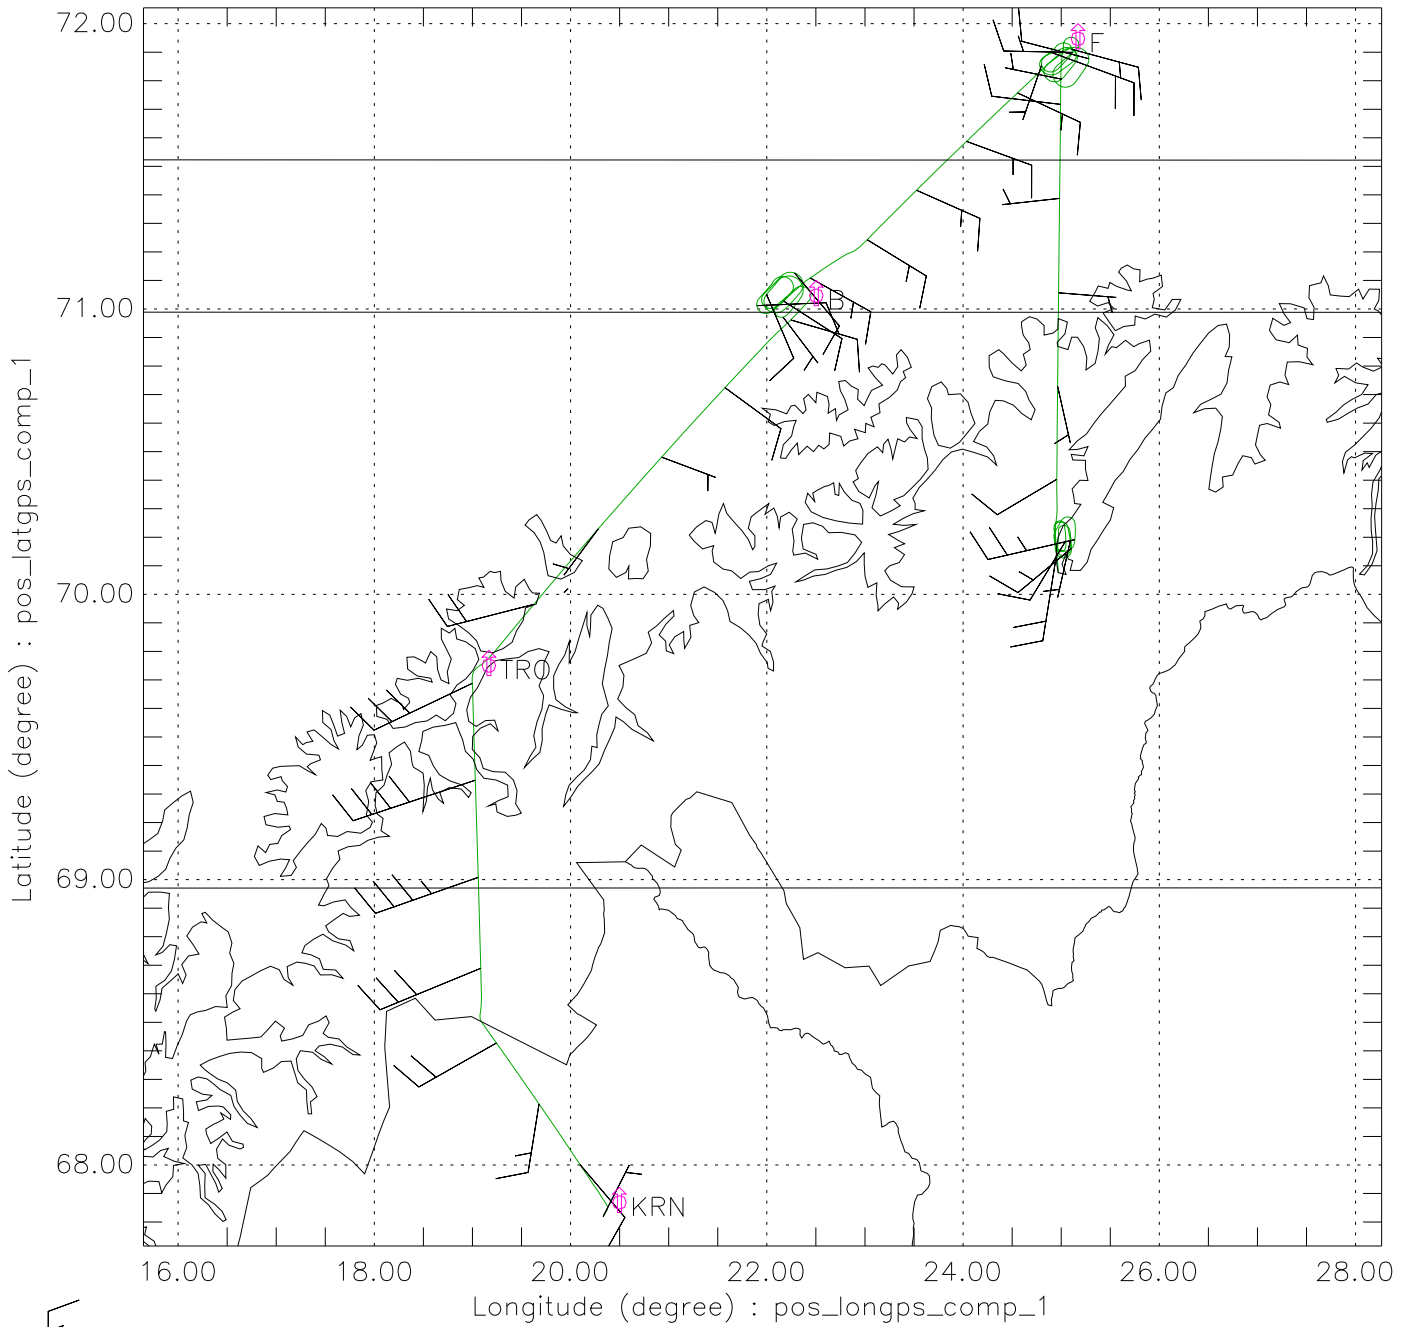 72.00
F
71.00
B
70.00
TRO
69.00
68.00
KRN
16.00 18.00 20.00 22.00 24.00 26.00 28.00
Longitude (degree) : pos_longps_comp_1
Latitude (degree) : pos_latgps_comp_1